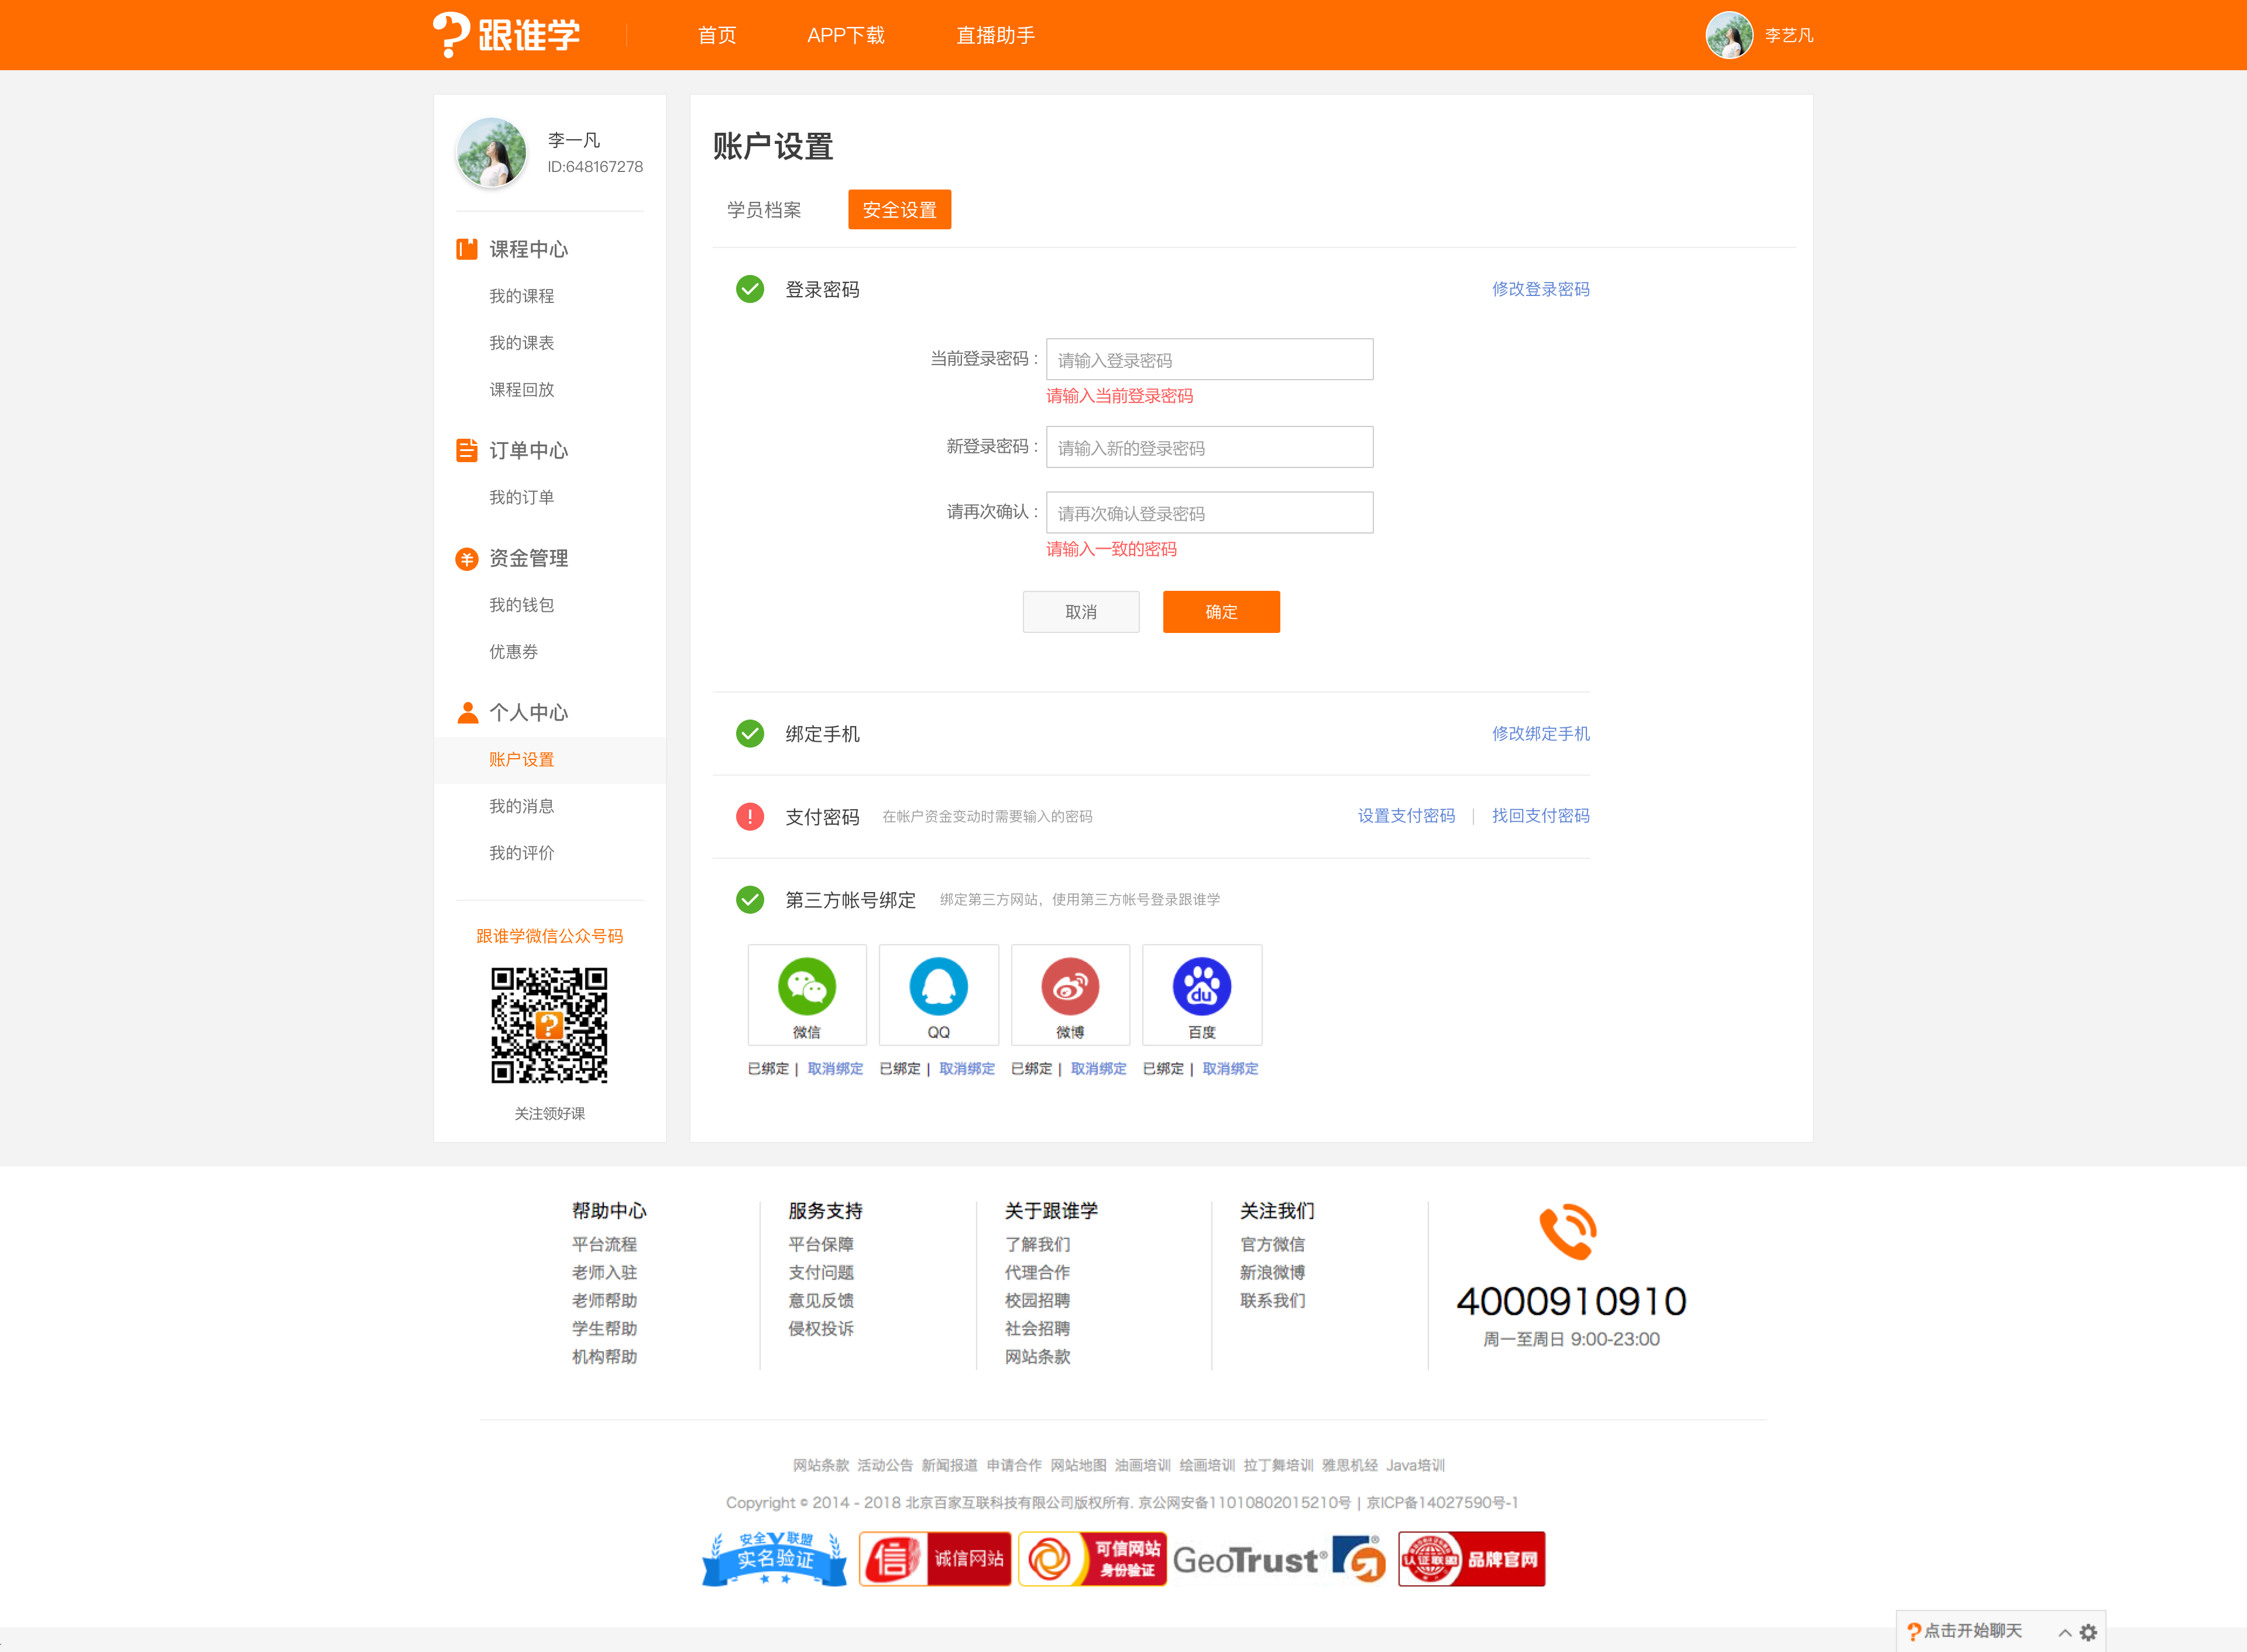 跟谁学 首页 APP下载 直播助手 李艺凡
李一凡
ID:648167278
课程中心
我的课程
我的课表
课程回放
订单中心
我的订单
资金管理
我的钱包
优惠券
个人中心
账户设置
我的消息
我的评价
跟谁学微信公众号码
关注领好课
账户设置
学员档案 安全设置
登录密码 修改登录密码
当前登录密码： 请输入登录密码
请输入当前登录密码
新登录密码： 请输入新的登录密码
请再次确认： 请再次确认登录密码
请输入一致的密码
取消 确定
绑定手机 修改绑定手机
支付密码 在帐户资金变动时需要输入的密码 设置支付密码 | 找回支付密码
第三方帐号绑定 绑定第三方网站，使用第三方帐号登录跟谁学
du
微信 QQ 微博 百度
已绑定 | 取消绑定 已绑定 | 取消绑定 已绑定 | 取消绑定 已绑定 | 取消绑定
帮助中心
平台流程
老师入驻
老师帮助
学生帮助
机构帮助
服务支持
平台保障
支付问题
意见反馈
侵权投诉
关于跟谁学
了解我们
代理合作
校园招聘
社会招聘
网站条款
关注我们
官方微信
新浪微博
联系我们
4000910910
周一至周日 9:00-23:00
网站条款 活动公告 新闻报道 申请合作 网站地图 油画培训 绘画培训 拉丁舞培训 雅思机经 Java培训
Copyright © 2014 - 2018 北京百家互联科技有限公司版权所有. 京公网安备11010802015210号 | 京ICP备14027590号-1
安全联盟
实名验证
信 诚信网站
可信网站
身份验证
GeoTrust®
认证联盟 品牌官网
点击开始聊天